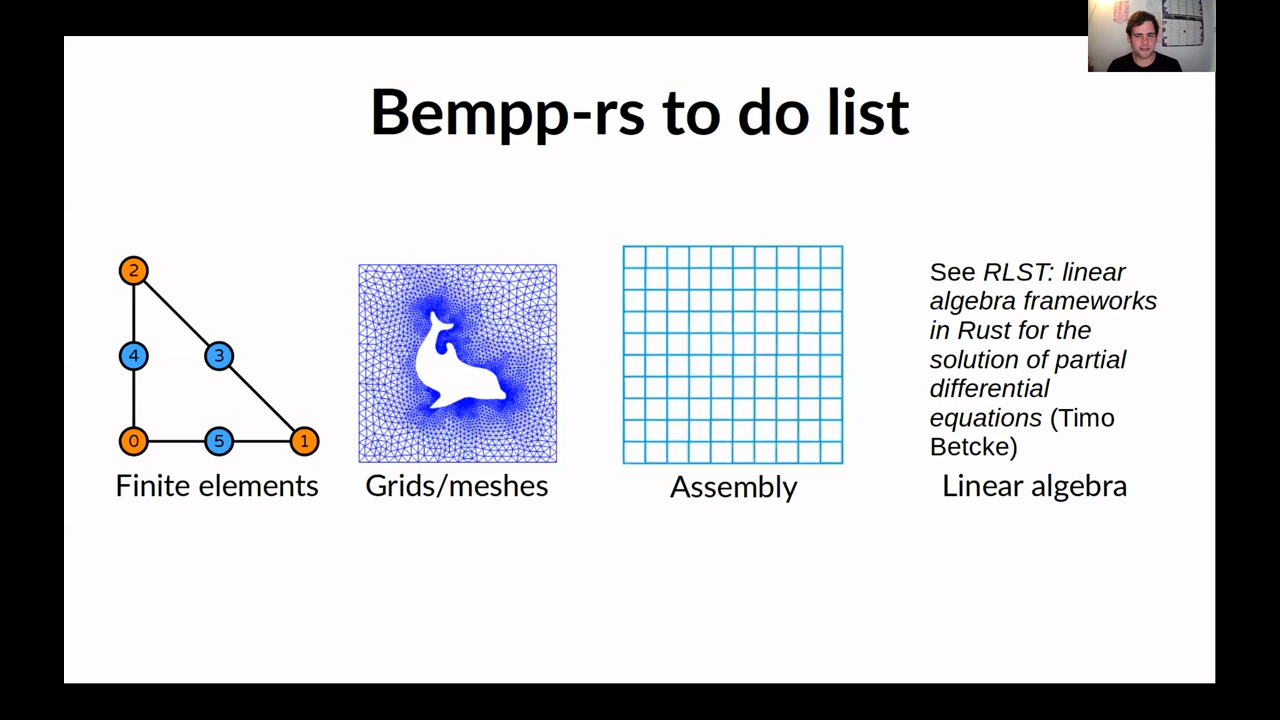 Bempp-rs to do list
2
4
3
0
5
1
Finite elements
Grids/meshes
Assembly
See RLST: linear
algebra frameworks
in Rust for the
solution of partial
differential
equations (Timo
Betcke)
Linear algebra